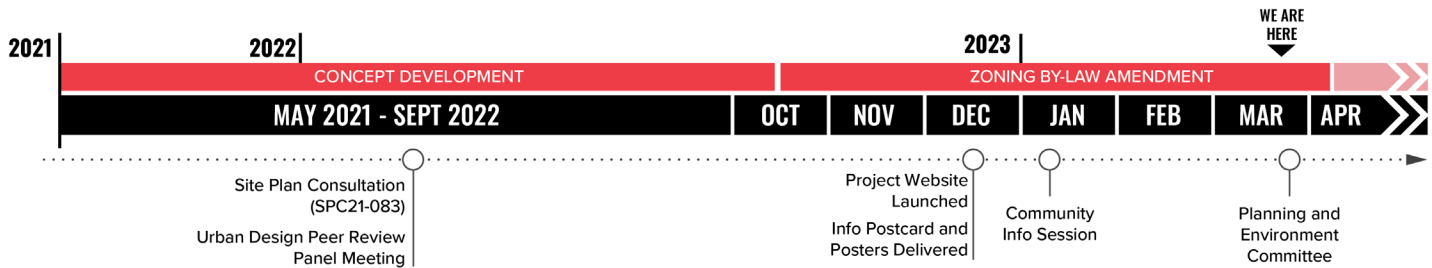 WE ARE
HERE
2021
2022
2023
CONCEPT DEVELOPMENT
ZONING BY-LAW AMENDMENT
MAY 2021 - SEPT 2022
OCT
NOV
DEC
JAN
FEB
MAR
APR
Site Plan Consultation
(SPC21-083)
Urban Design Peer Review
Panel Meeting
Project Website
Launched
Info Postcard and
Posters Delivered
Community
Info Session
Planning and
Environment
Committee